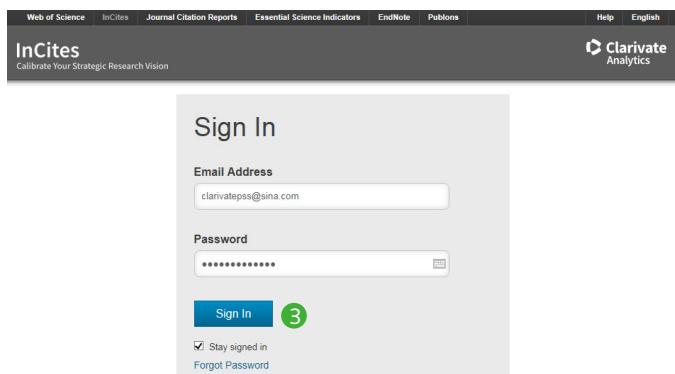 Web of Science InCites Journal Citation Reports Essential Science Indicators EndNote Publons Help English
InCites
Calibrate Your Strategic Research Vision
Clarivate
Analytics
Sign In
Email Address
clarivatepss@sina.com
Password
•••••••••••••
Sign In 3
Stay signed in
Forgot Password